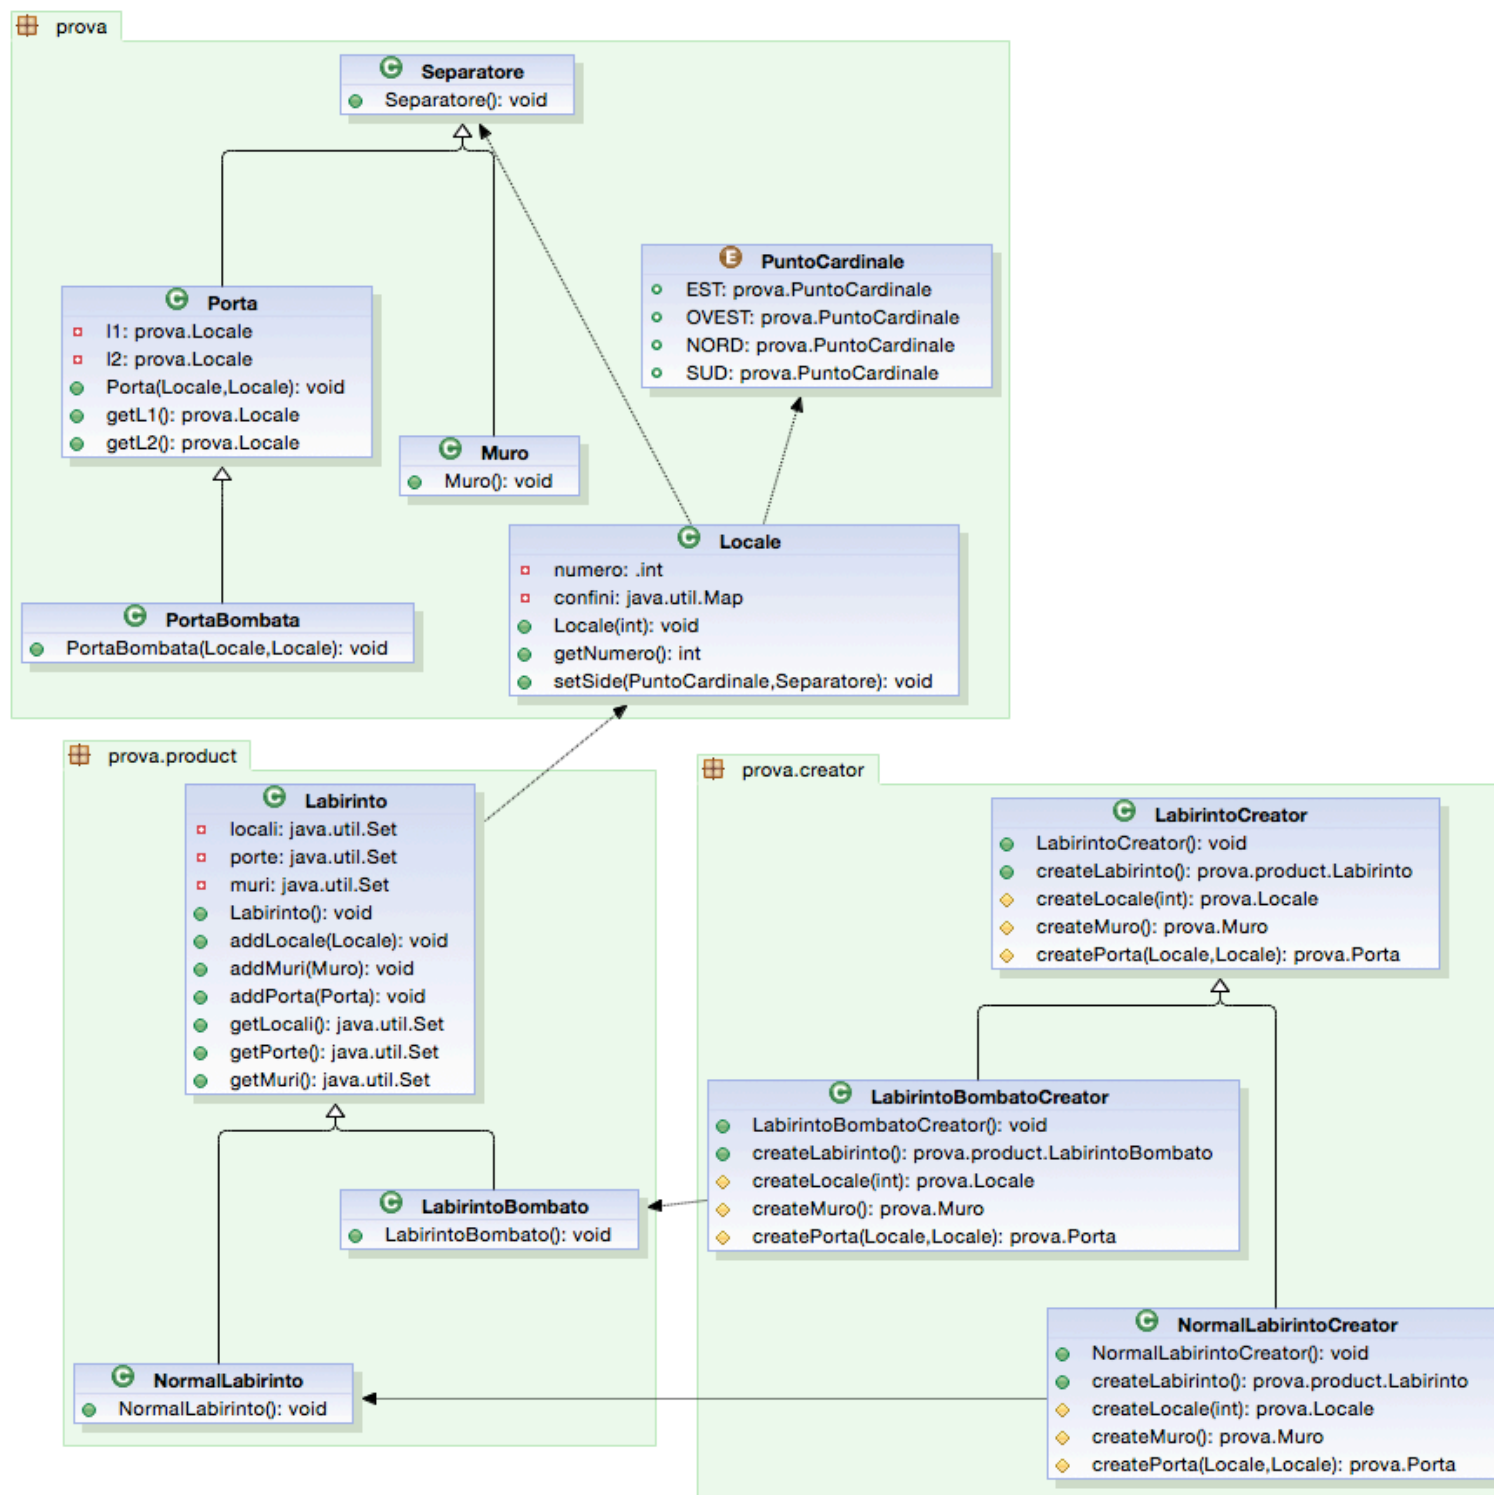 prova
Separatore
Separatore(): void
PuntoCardinale
EST: prova.PuntoCardinale
OVEST: prova.PuntoCardinale
NORD: prova.PuntoCardinale
SUD: prova.PuntoCardinale
Porta
l1: prova.Locale
l2: prova.Locale
Porta(Locale,Locale): void
getL1(): prova.Locale
getL2(): prova.Locale
Muro
Muro(): void
Locale
numero: .int
confini: java.util.Map
Locale(int): void
getNumero(): int
setSide(PuntoCardinale,Separatore): void
PortaBombata
PortaBombata(Locale,Locale): void
prova.product
Labirinto
locali: java.util.Set
porte: java.util.Set
muri: java.util.Set
Labirinto(): void
addLocale(Locale): void
addMuri(Muro): void
addPorta(Porta): void
getLocali(): java.util.Set
getPorte(): java.util.Set
getMuri(): java.util.Set
LabirintoBombato
LabirintoBombato(): void
NormalLabirinto
NormalLabirinto(): void
prova.creator
LabirintoCreator
LabirintoCreator(): void
createLabirinto(): prova.product.Labirinto
createLocale(int): prova.Locale
createMuro(): prova.Muro
createPorta(Locale,Locale): prova.Porta
LabirintoBombatoCreator
LabirintoBombatoCreator(): void
createLabirinto(): prova.product.LabirintoBombato
createLocale(int): prova.Locale
createMuro(): prova.Muro
createPorta(Locale,Locale): prova.Porta
NormalLabirintoCreator
NormalLabirintoCreator(): void
createLabirinto(): prova.product.Labirinto
createLocale(int): prova.Locale
createMuro(): prova.Muro
createPorta(Locale,Locale): prova.Porta